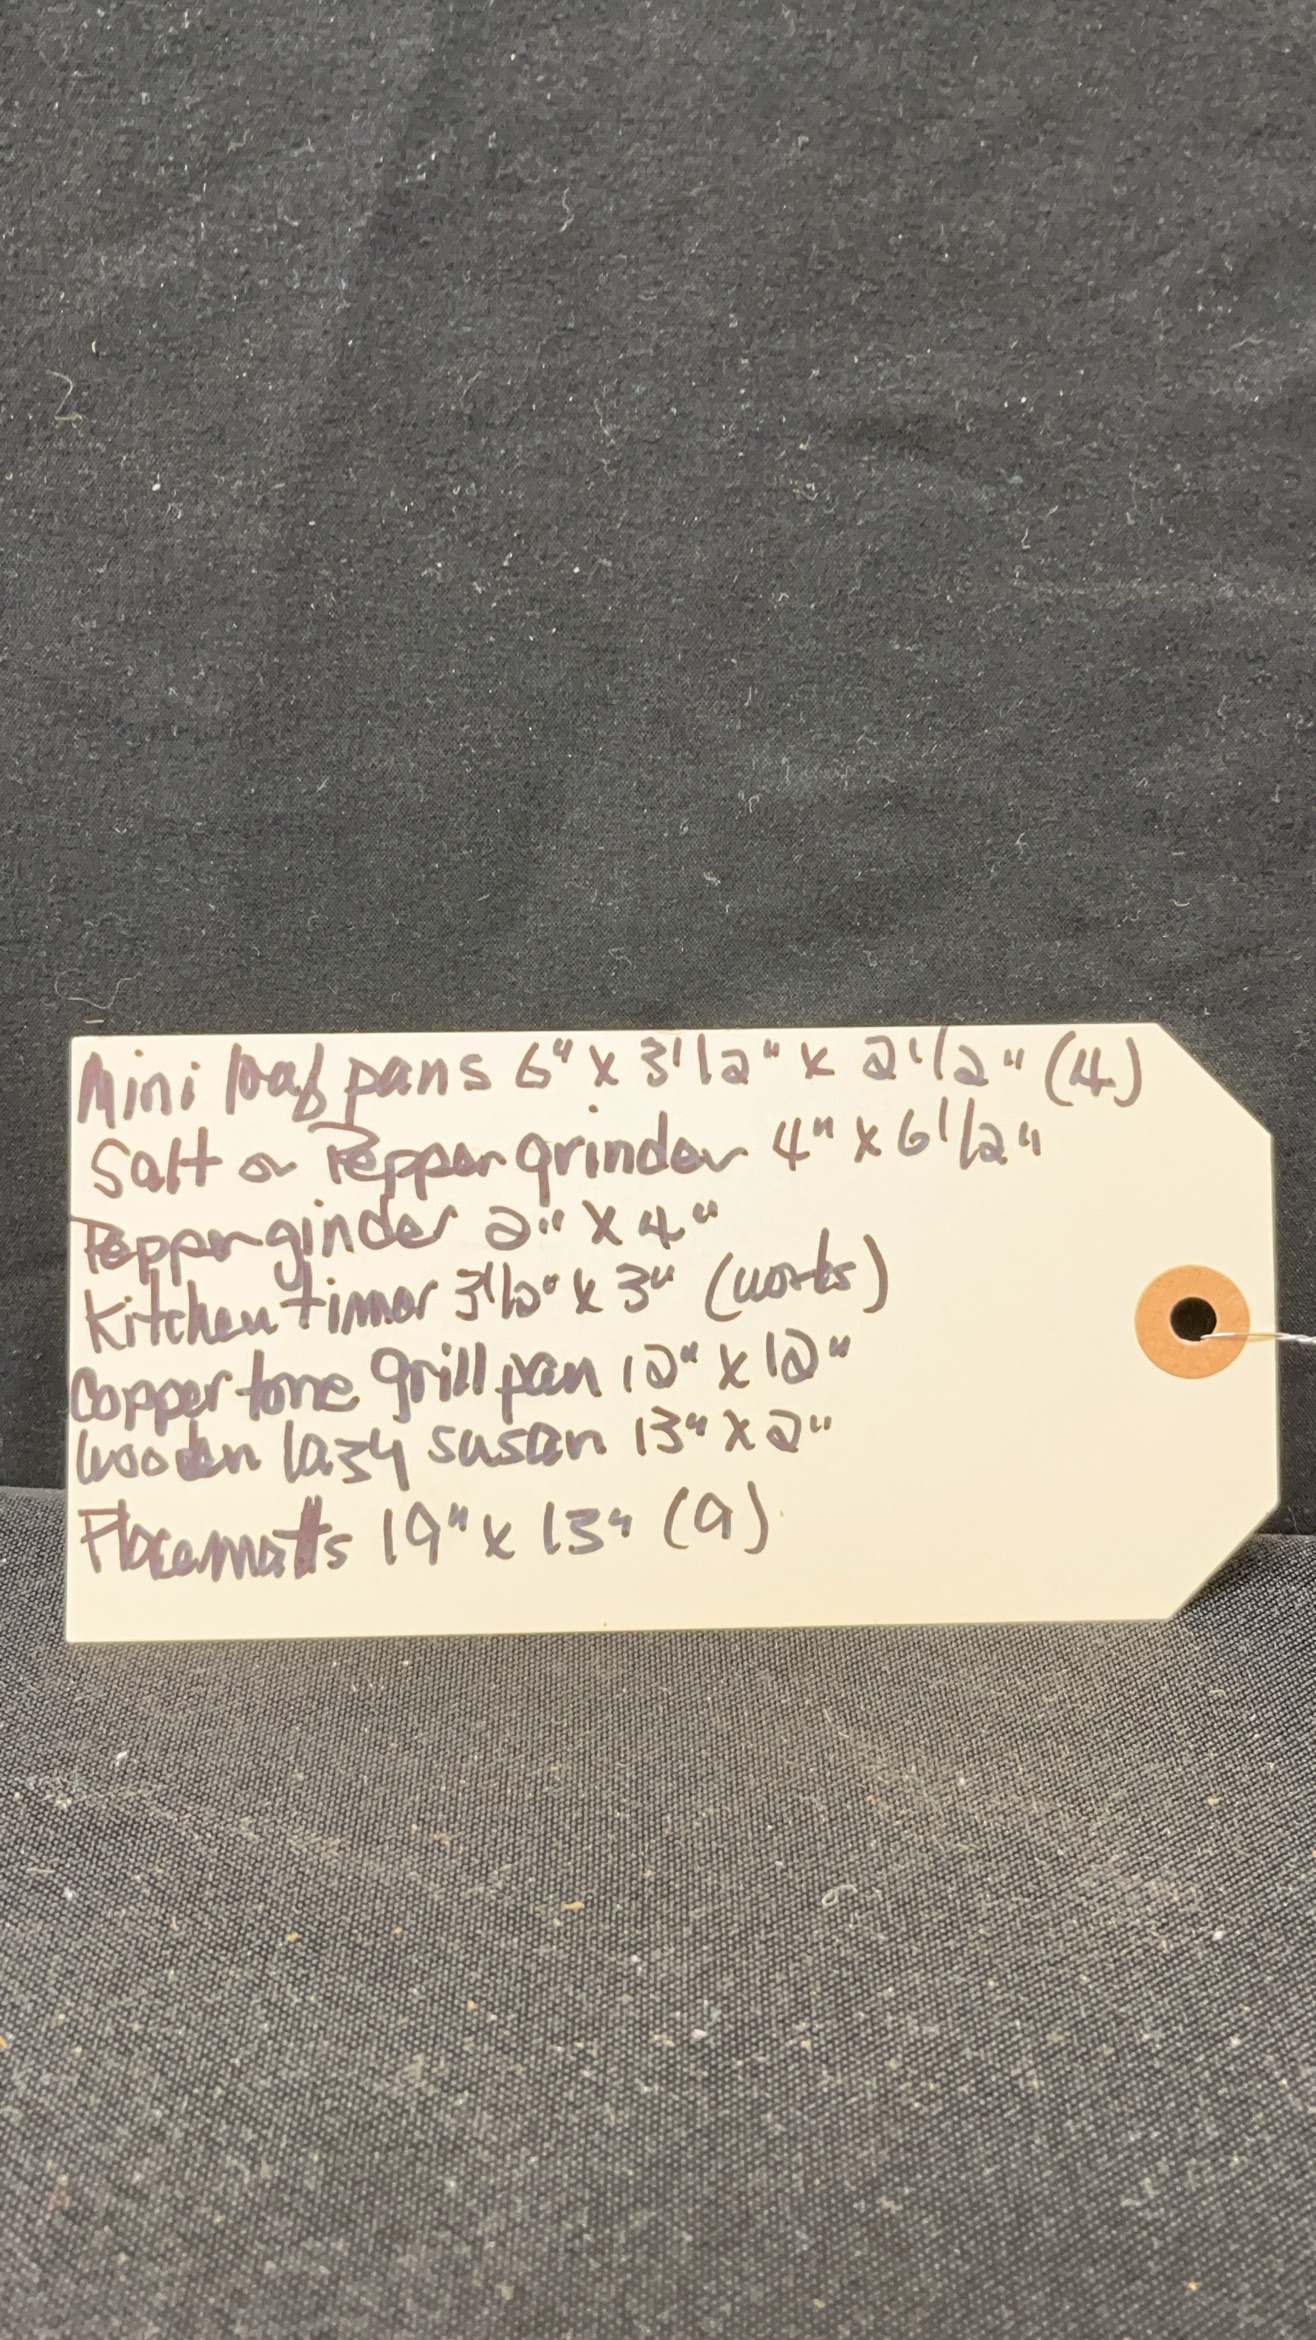 Mini loaf pans 6" x 3 1/2" x 2 1/2" (4)
Salt or Pepper grinder 4" x 6 1/2"
Pepper ginder 2" x 4"
Kitchen timer 3 1/2" x 3" (works)
Copper tone grill pan 12" x 12"
Wooden lazy susan 13" x 2"
Placematts 19" x 13" (9)